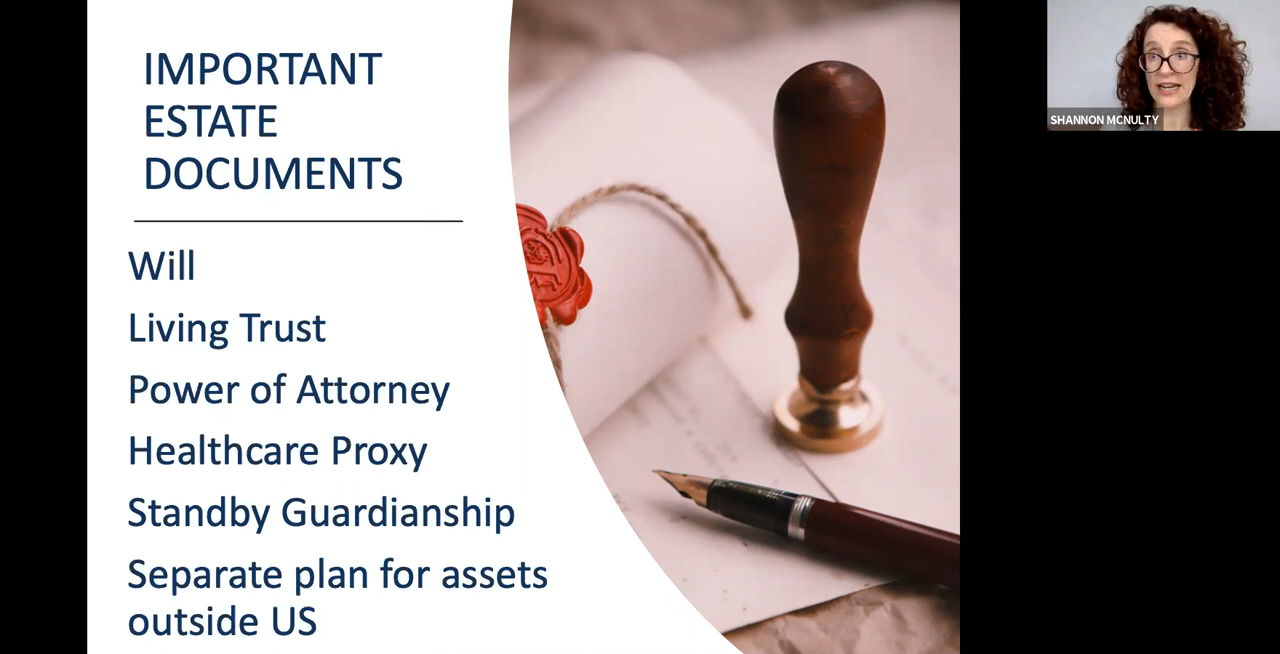 IMPORTANT
ESTATE
DOCUMENTS
Will
Living Trust
Power of Attorney
Healthcare Proxy
Standby Guardianship
Separate plan for assets
outside US
SHANNON MCNULTY